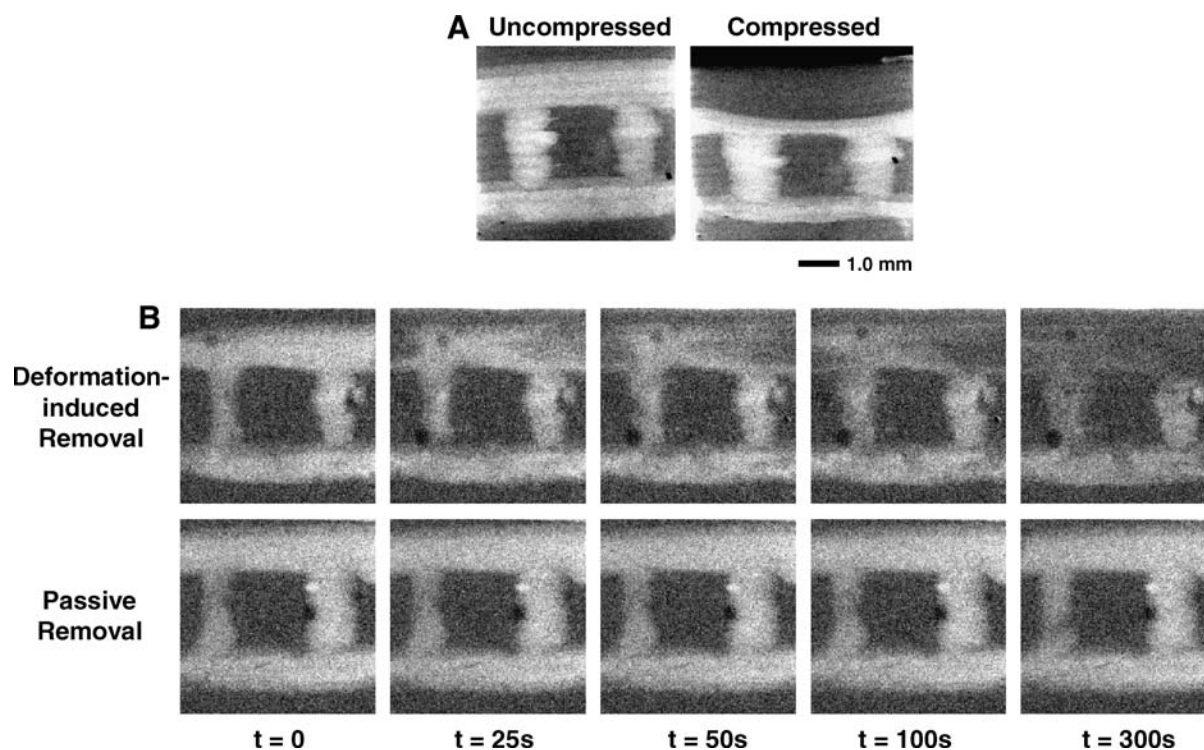 A Uncompressed Compressed
1.0 mm
B
Deformation-
induced
Removal
Passive
Removal
t = 0 t = 25s t = 50s t = 100s t = 300s